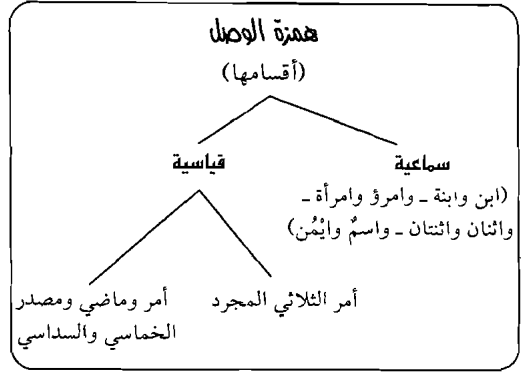 همزة الوصل
(أقسامها)
سماعية
(ابن وابنة ـ وامرؤ وامرأة ـ
واثنان واثنتان ـ واسمٌ وايْمُن)
قياسية
أمر الثلاثي المجرد
أمر وماضي ومصدر
الخماسي والسداسي